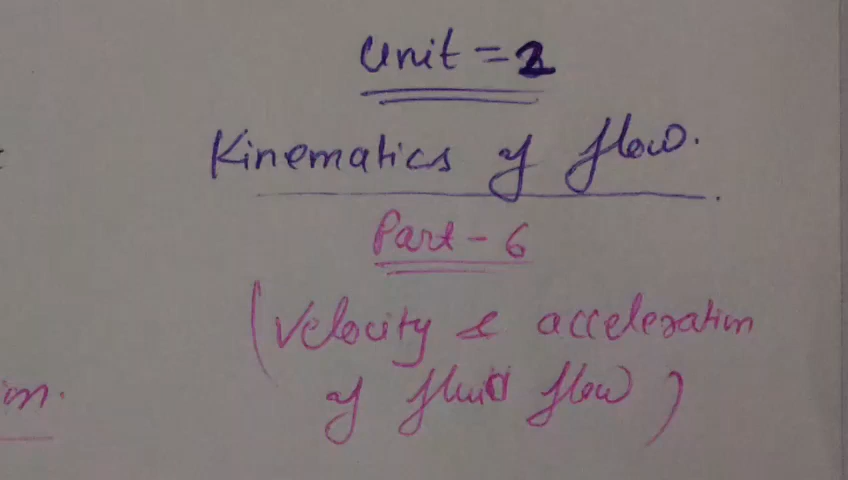 Unit = 2
Kinematics of flow.
Part - 6
(Velocity & acceleration
of fluid flow)